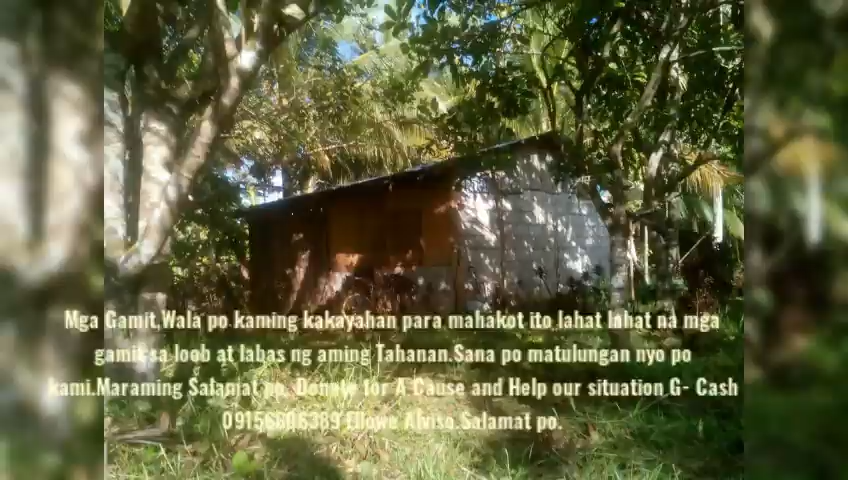 Mga Gamit,Wala po kaming kakayahan para mahakot ito lahat lahat na mga
gamit sa loob at labas ng aming Tahanan.Sana po matulungan nyo po
kami.Maraming Salamat po. Donate for A Cause and Help our situation G- Cash
Alviso.Salamat po.